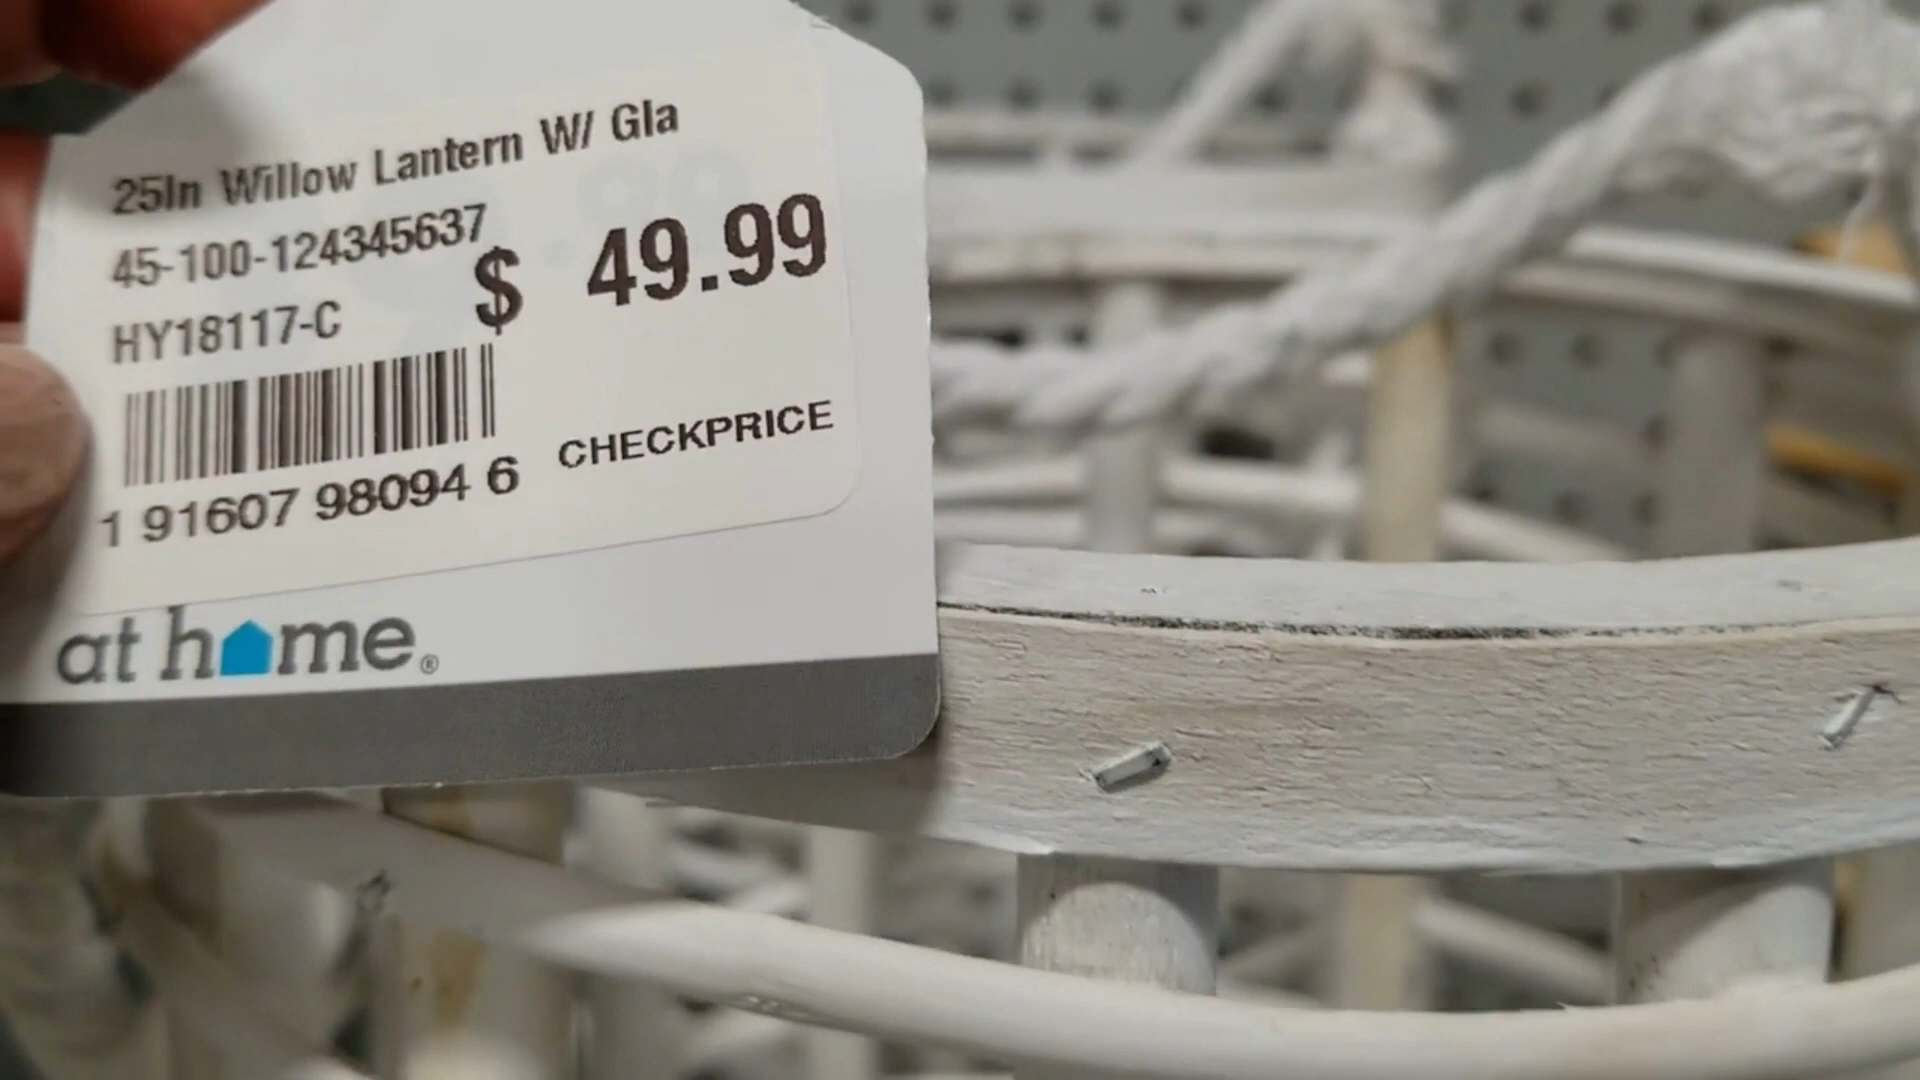 25In Willow Lantern W/ Gla
45-100-124345637
HY18117-C
$ 49.99
CHECKPRICE
1 91607 98094 6
at home®